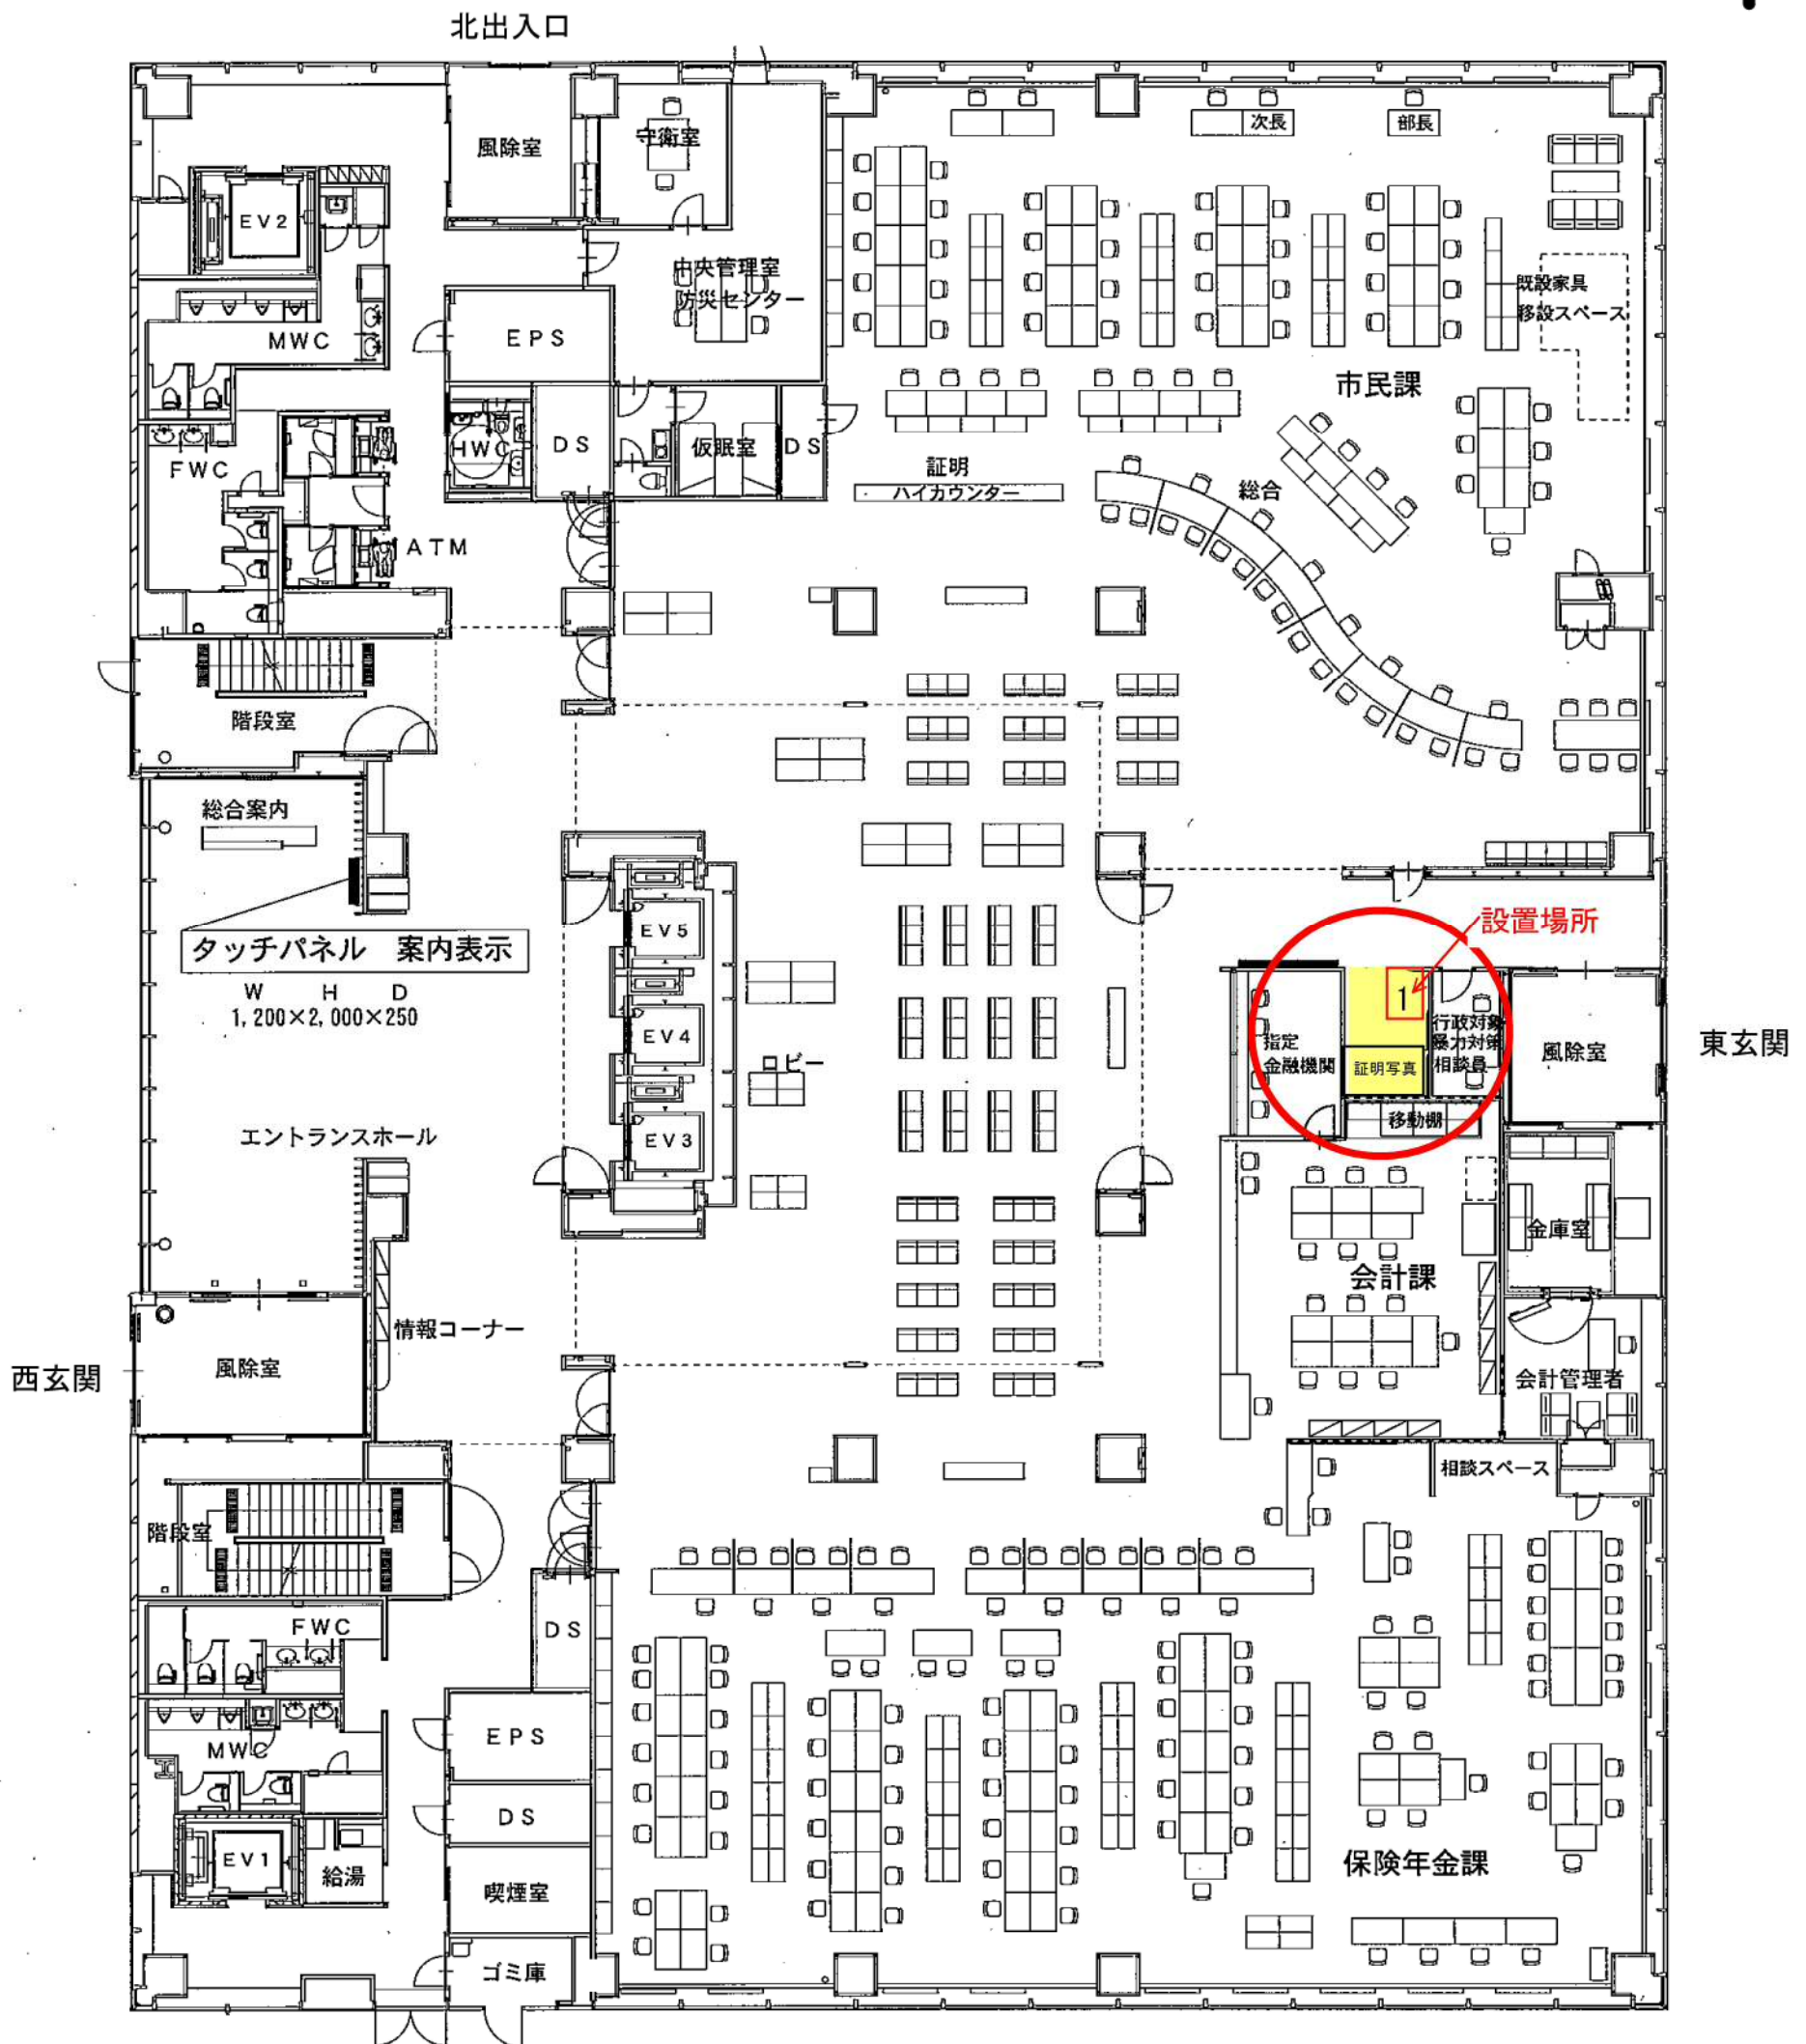 北出入口
風除室
守衛室
次長
部長
EV2
中央管理室
防災センター
既設家具
移設スペース
MWC
EPS
市民課
HWC
DS
仮眠室
DS
FWC
証明
ハイカウンター
総合
ATM
階段室
総合案内
EV5
設置場所
タッチパネル 案内表示
W H D
1,200×2,000×250
1
行政対象
暴力対策
相談員
指定
金融機関
証明写真
風除室
東玄関
EV4
ロビー
移動棚
エントランスホール
EV3
金庫室
会計課
情報コーナー
西玄関
風除室
会計管理者
相談スペース
階段室
FWC
DS
MWC
EPS
DS
EV1
給湯
喫煙室
保険年金課
ゴミ庫